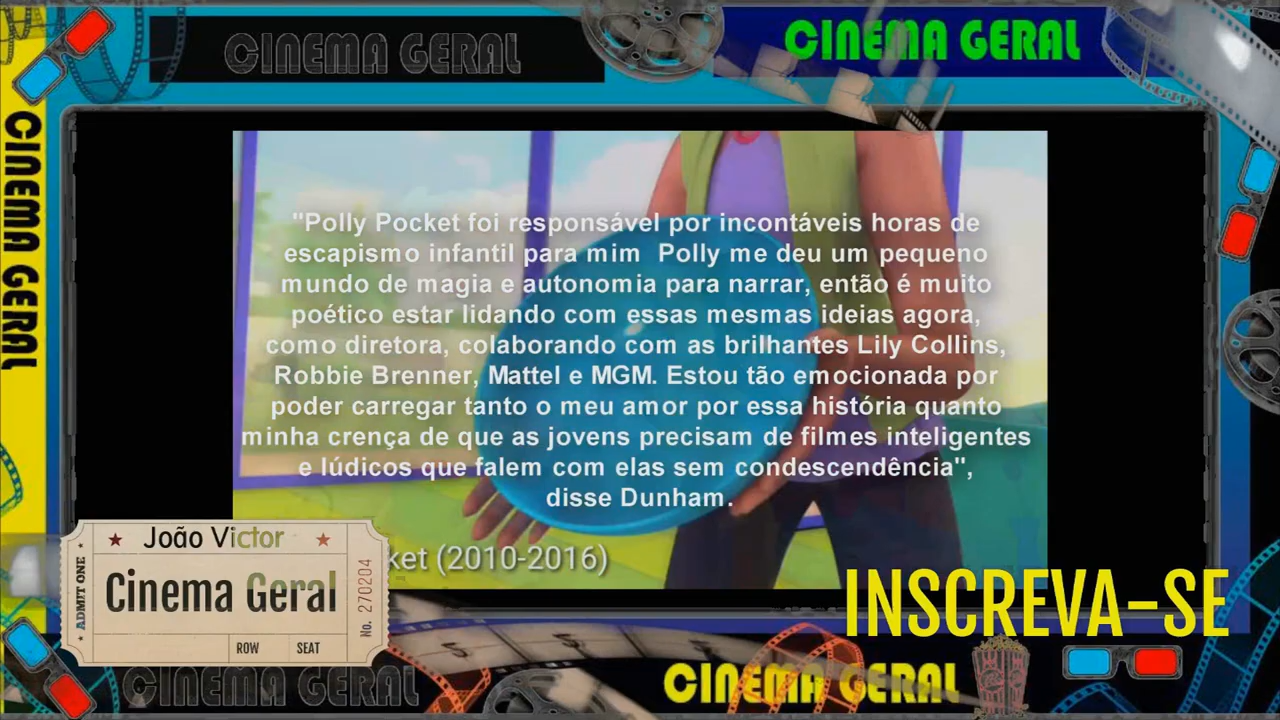 CINEMA GERAL
CINEMA GERAL
CINEMA GERAL
"Polly Pocket foi responsável por incontáveis horas de
escapismo infantil para mim  Polly me deu um pequeno
mundo de magia e autonomia para narrar, então é muito
poético estar lidando com essas mesmas ideias agora,
como diretora, colaborando com as brilhantes Lily Collins,
Robbie Brenner, Mattel e MGM. Estou tão emocionada por
poder carregar tanto o meu amor por essa história quanto
minha crença de que as jovens precisam de filmes inteligentes
e lúdicos que falem com elas sem condescendência",
disse Dunham.
ket (2010-2016)
João Victor
ADMIT ONE
Cinema Geral
No. 270204
ROW SEAT
INSCREVA-SE
CINEMA GERAL
CINEMA GERAL